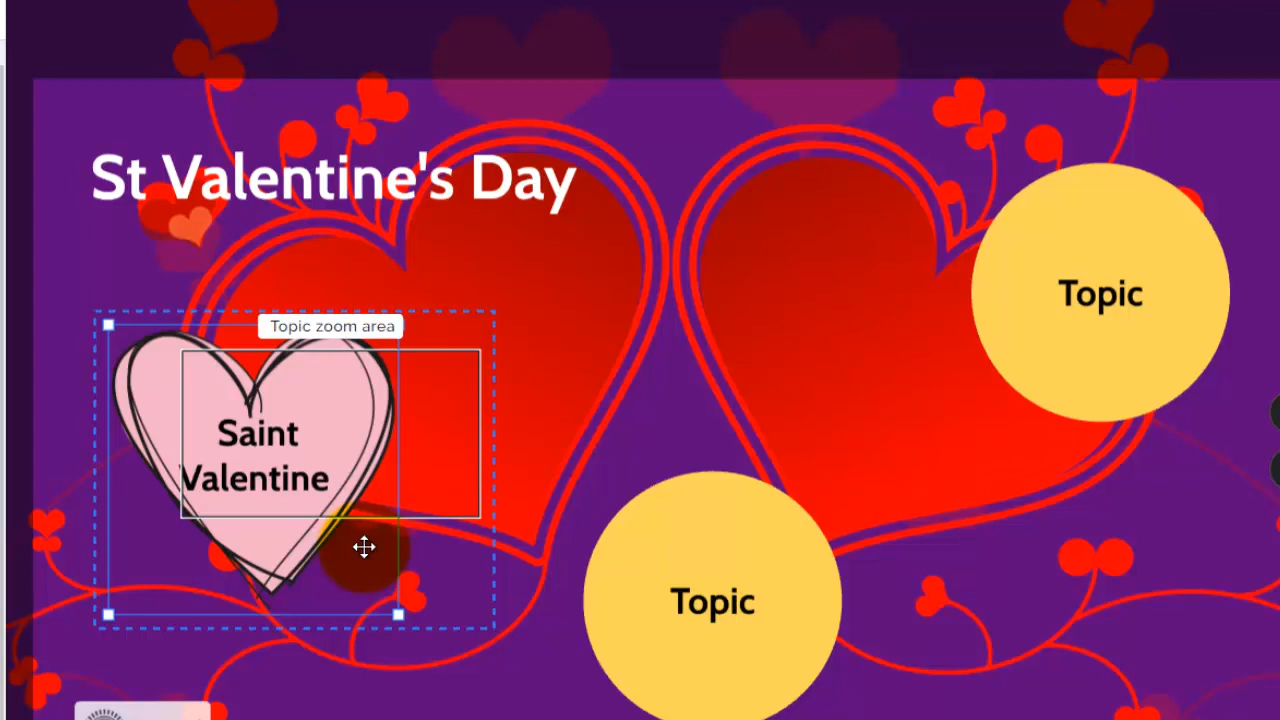 St Valentine's Day
Topic
Topic zoom area
Saint
Valentine
Topic